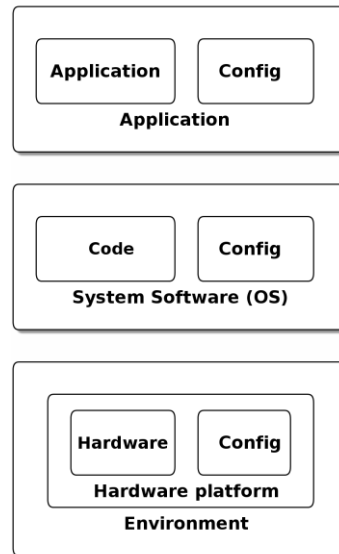 Application Config
Application
Code Config
System Software (OS)
Hardware Config
Hardware platform
Environment